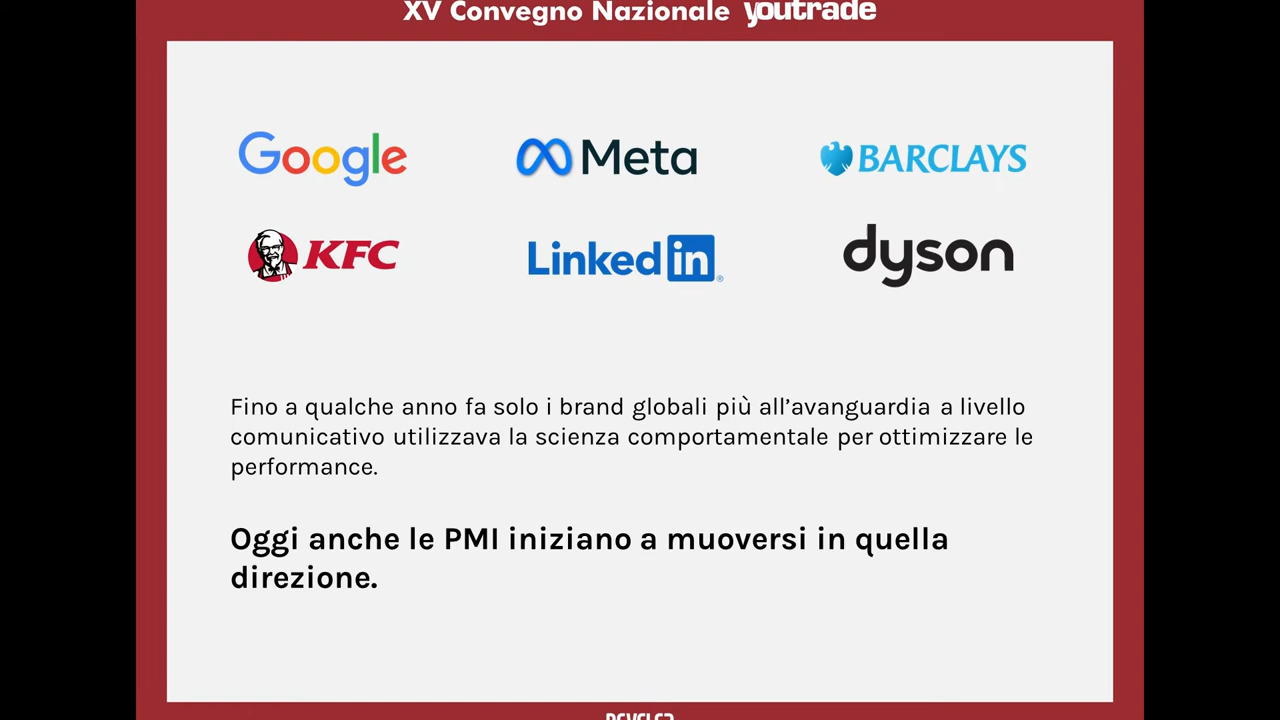 XV Convegno Nazionale youtrade
Google
Meta
BARCLAYS
KFC
Linked in
dyson
Fino a qualche anno fa solo i brand globali più all’avanguardia a livello
comunicativo utilizzava la scienza comportamentale per ottimizzare le
performance.
Oggi anche le PMI iniziano a muoversi in quella
direzione.